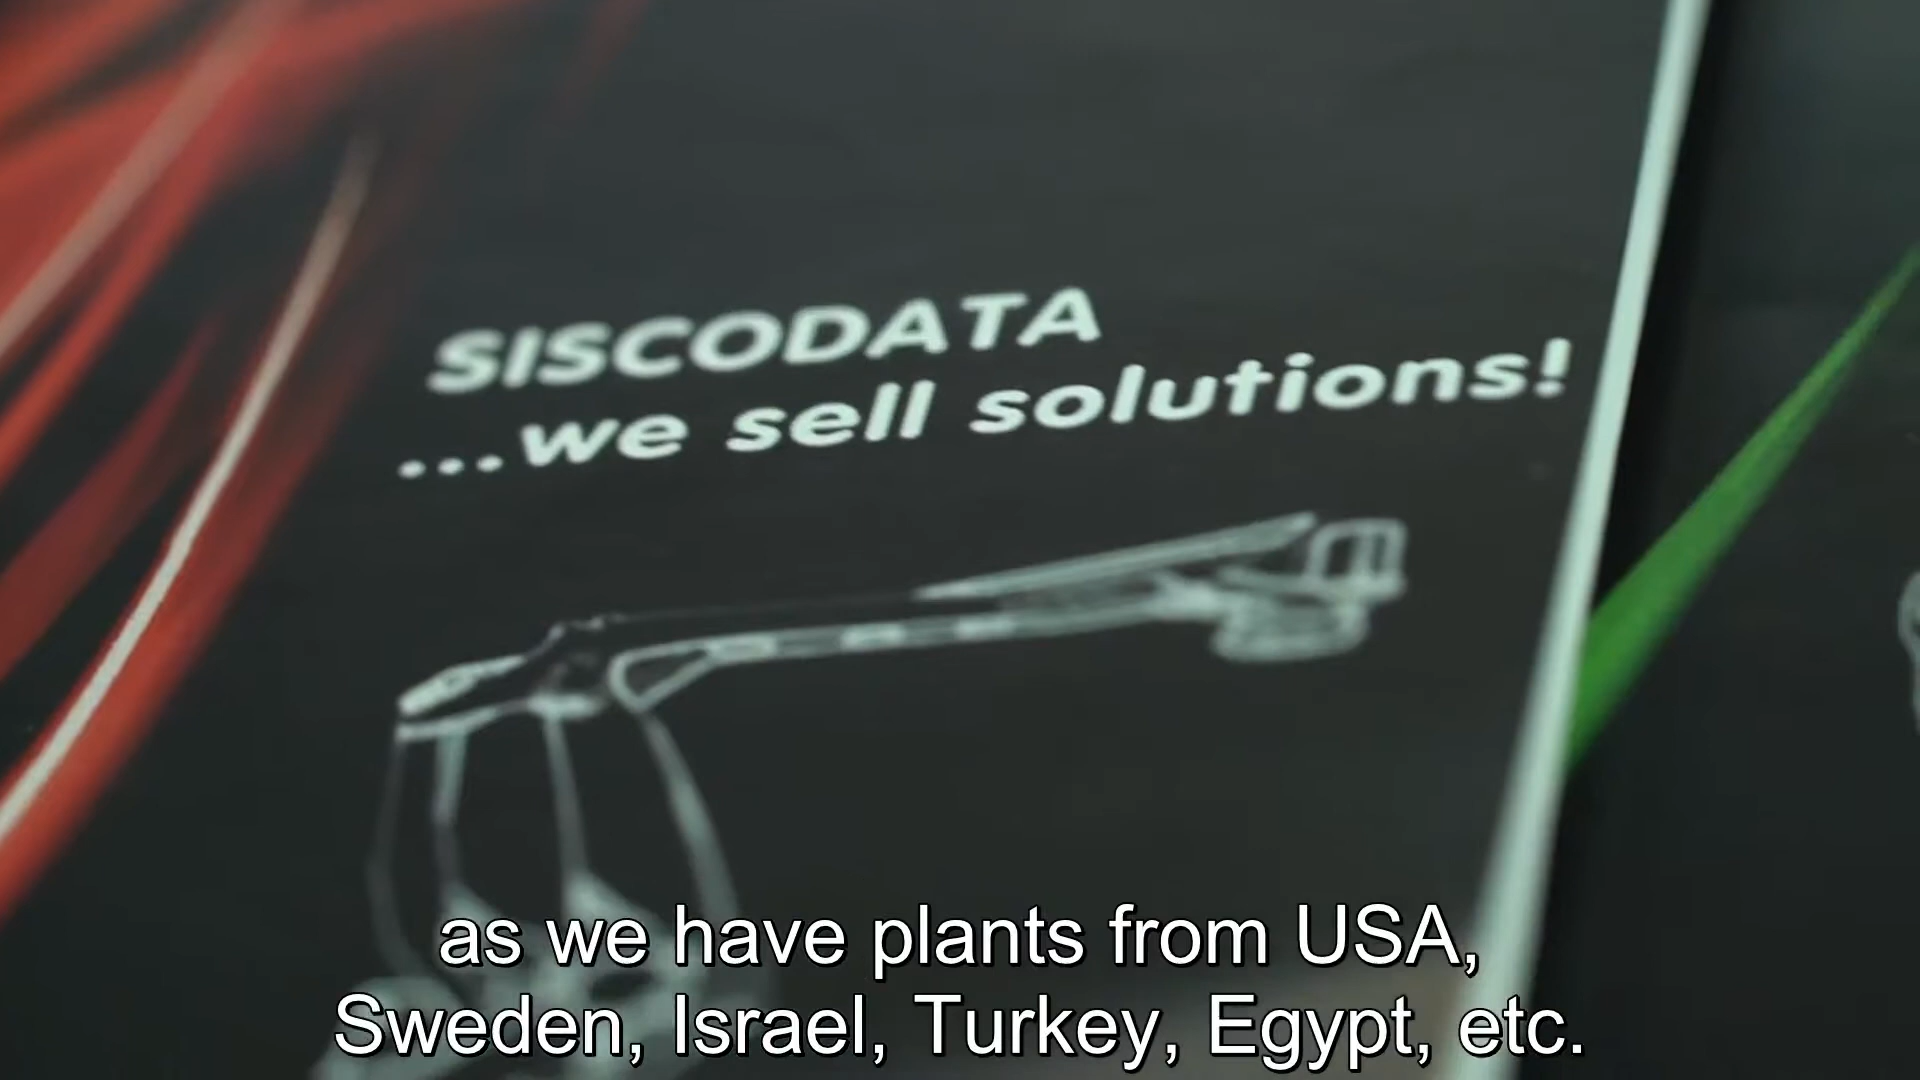 SISCODATA
...we sell solutions!
as we have plants from USA,
Sweden, Israel, Turkey, Egypt, etc.